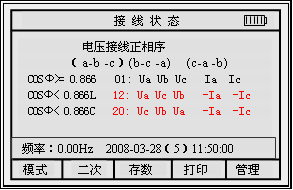 接 线 状 态
电压接线正相序
( a-b -c ) (b-c -a) (c-a -b)
COSΦ>= 0.866 01: Ua Ub Uc Ia Ic
COSΦ< 0.866L 12: Ua Uc Ub -Ia -Ic
COSΦ< 0.866C 20: Uc Ub Ua -Ia -Ic
频率: 0.00Hz 2008-03-28 ( 5 ) 11:50:00
模式 二次 存数 打印 管理